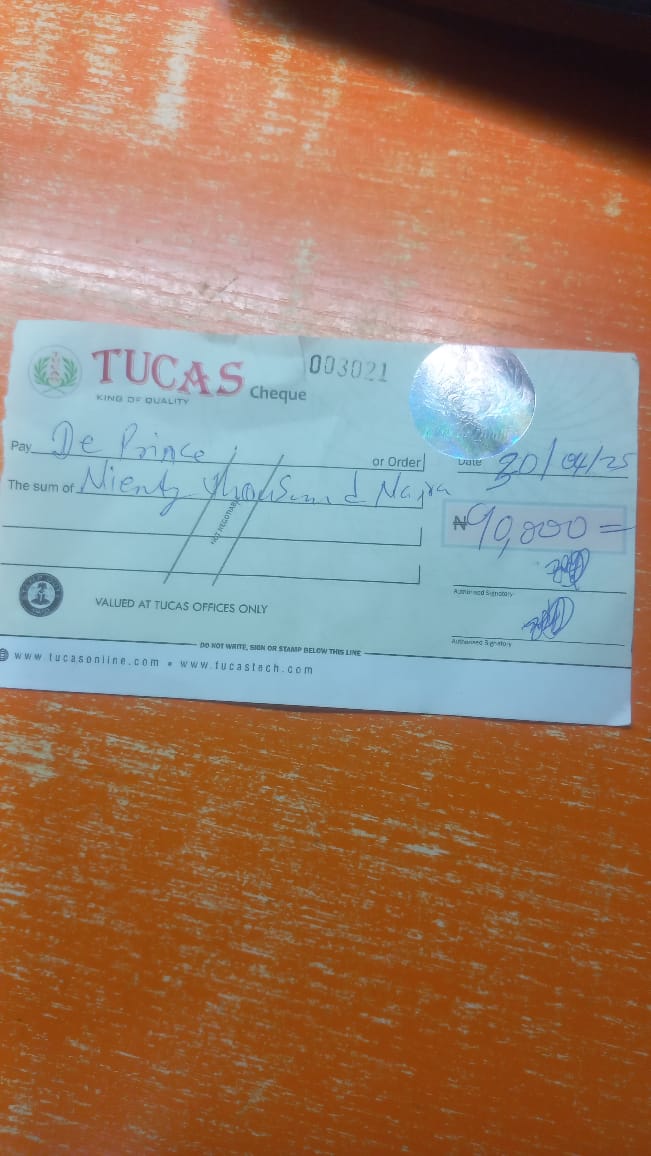 TUCAS Cheque 003021
KING OF QUALITY
Pay De Prince or Order
Date 30/04/25
The sum of Nienty Thousand Naira
₦90,000=
NOT NEGOTIABLE
Authorised Signatory
VALUED AT TUCAS OFFICES ONLY
Authorised Signatory
DO NOT WRITE, SIGN OR STAMP BELOW THIS LINE
www.tucasonline.com • www.tucastech.com